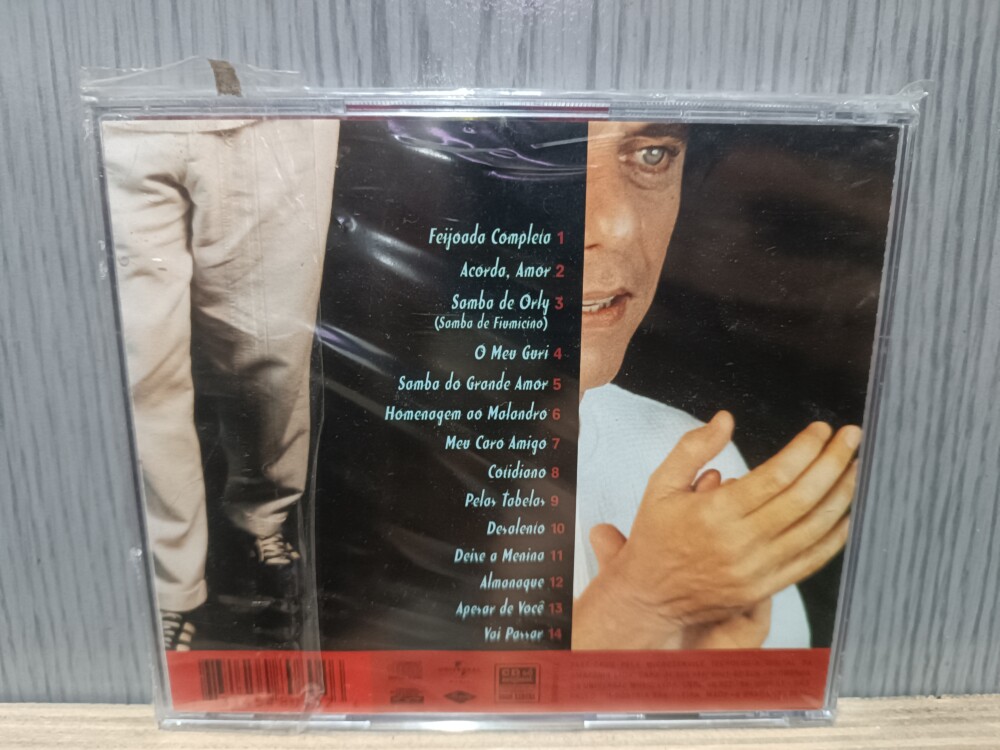 Feijoada Completa 1
Acorda, Amor 2
Samba de Orly 3
(Samba de Fiumicino)
O Meu Guri 4
Samba do Grande Amor 5
Homenagem ao Malandro 6
Meu Caro Amigo 7
Cotidiano 8
Pelas Tabelas 9
Desalento 10
Deixe a Menina 11
Almanaque 12
Apesar de Você 13
Vai Passar 14
UNIVERSAL